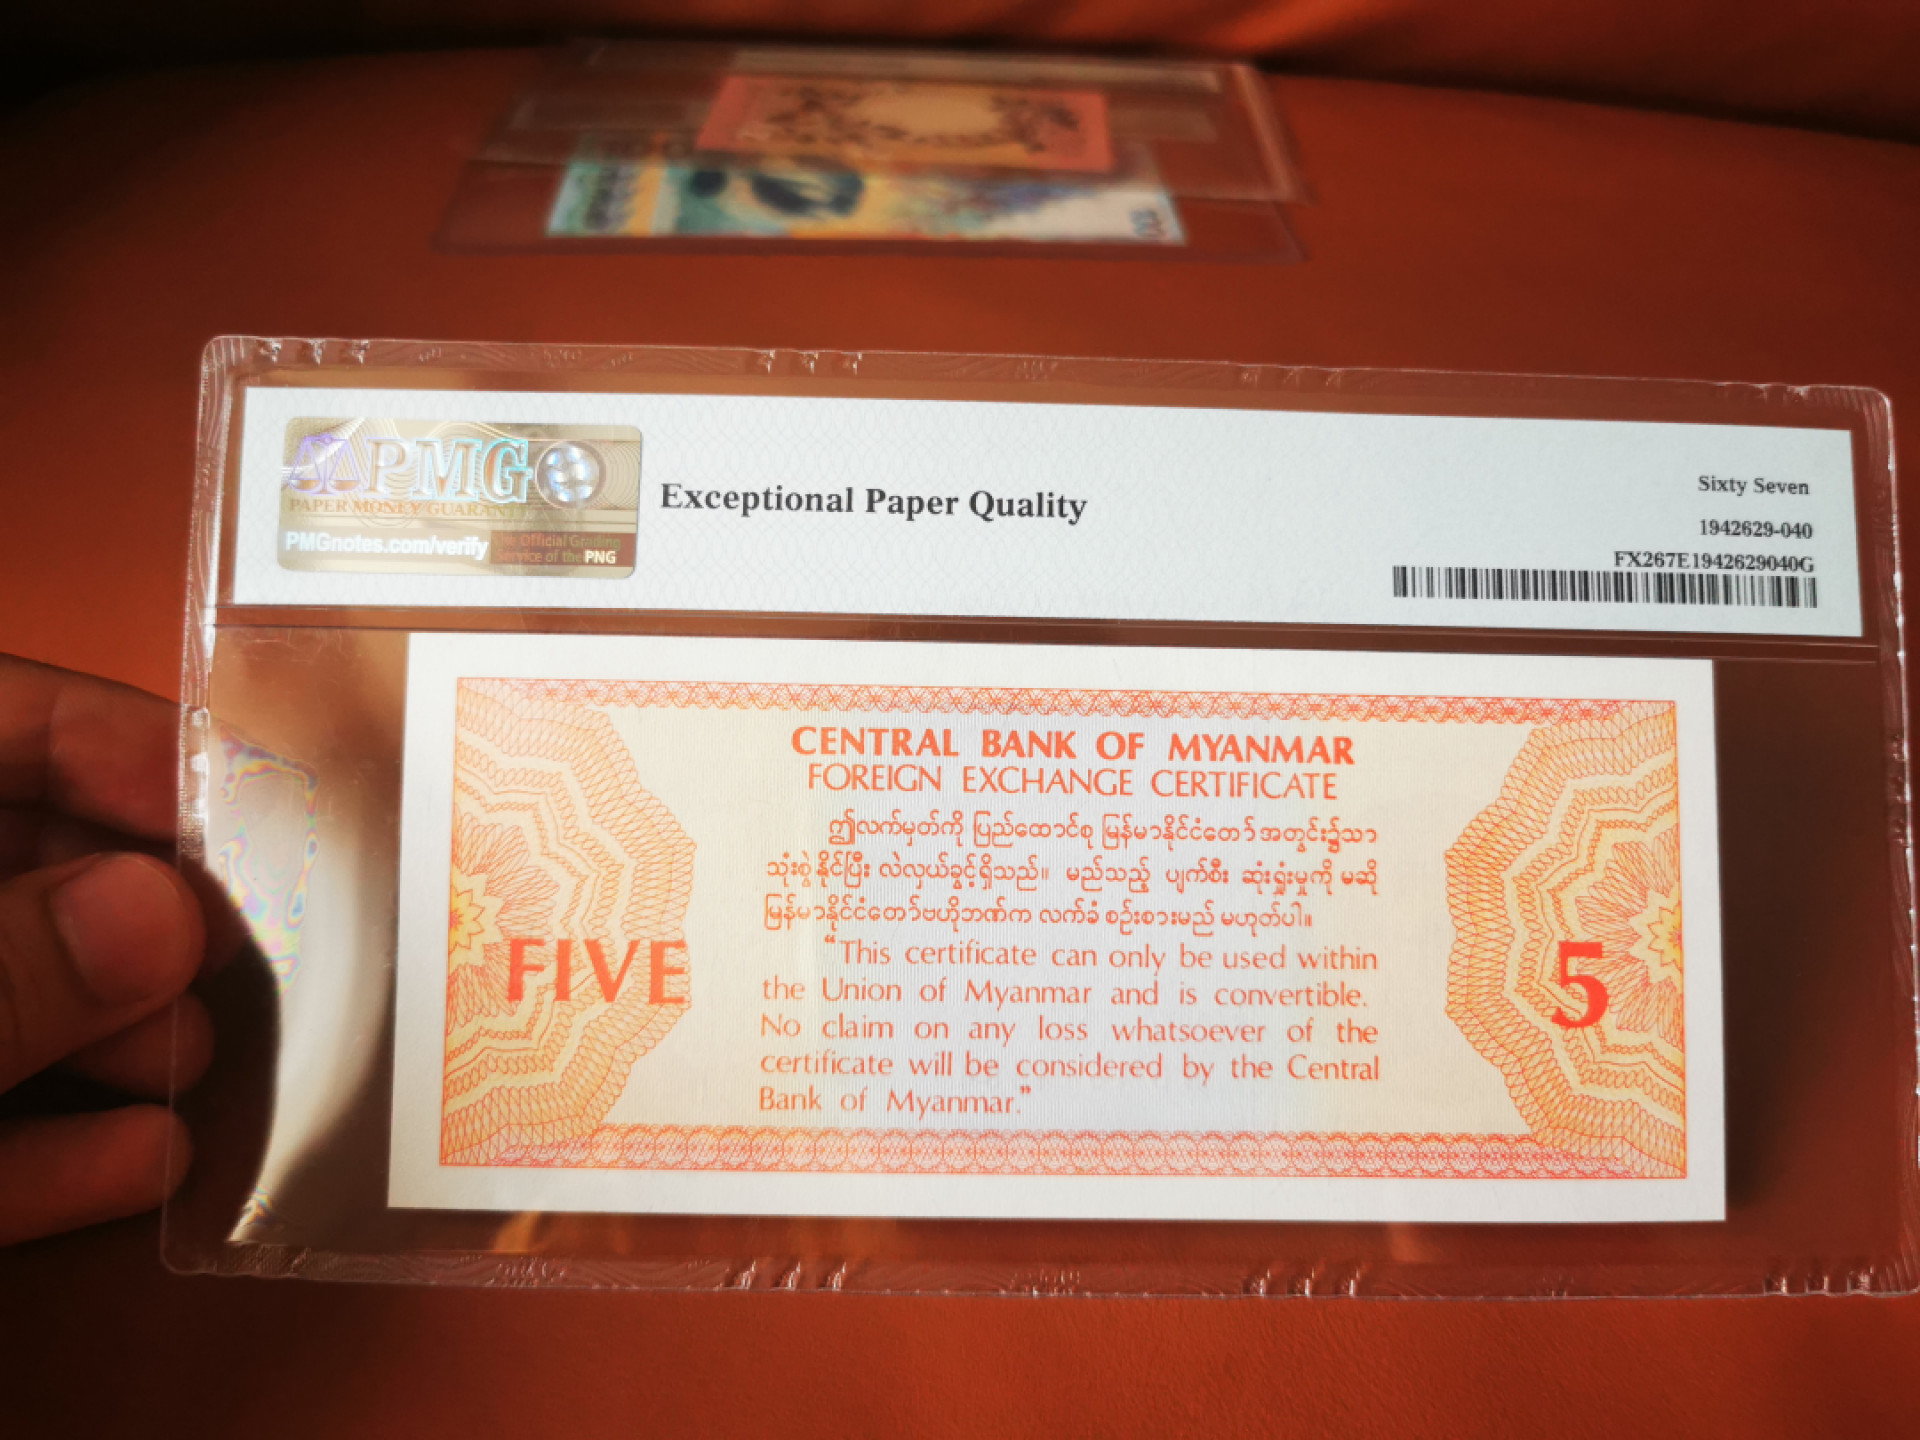 PMG
PAPER MONEY GUARANTY
PMGnotes.com/verify
The Official Grading
Service of the PNG
Exceptional Paper Quality
Sixty Seven
1942629-040
FX267E1942629040G
CENTRAL BANK OF MYANMAR
FOREIGN EXCHANGE CERTIFICATE
ဤလက်မှတ်ကို ပြည်ထောင်စု မြန်မာနိုင်ငံတော် အတွင်း၌သာ
သုံးစွဲနိုင်ပြီး လဲလှယ်ခွင့်ရှိသည်။ မည်သည့် ပျက်စီး ဆုံးရှုံးမှုကို မဆို
မြန်မာနိုင်ငံတော်ဗဟိုဘဏ်က လက်ခံ စဉ်းစားမည် မဟုတ်ပါ။
"This certificate can only be used within
the Union of Myanmar and is convertible.
No claim on any loss whatsoever of the
certificate will be considered by the Central
Bank of Myanmar."
FIVE
5